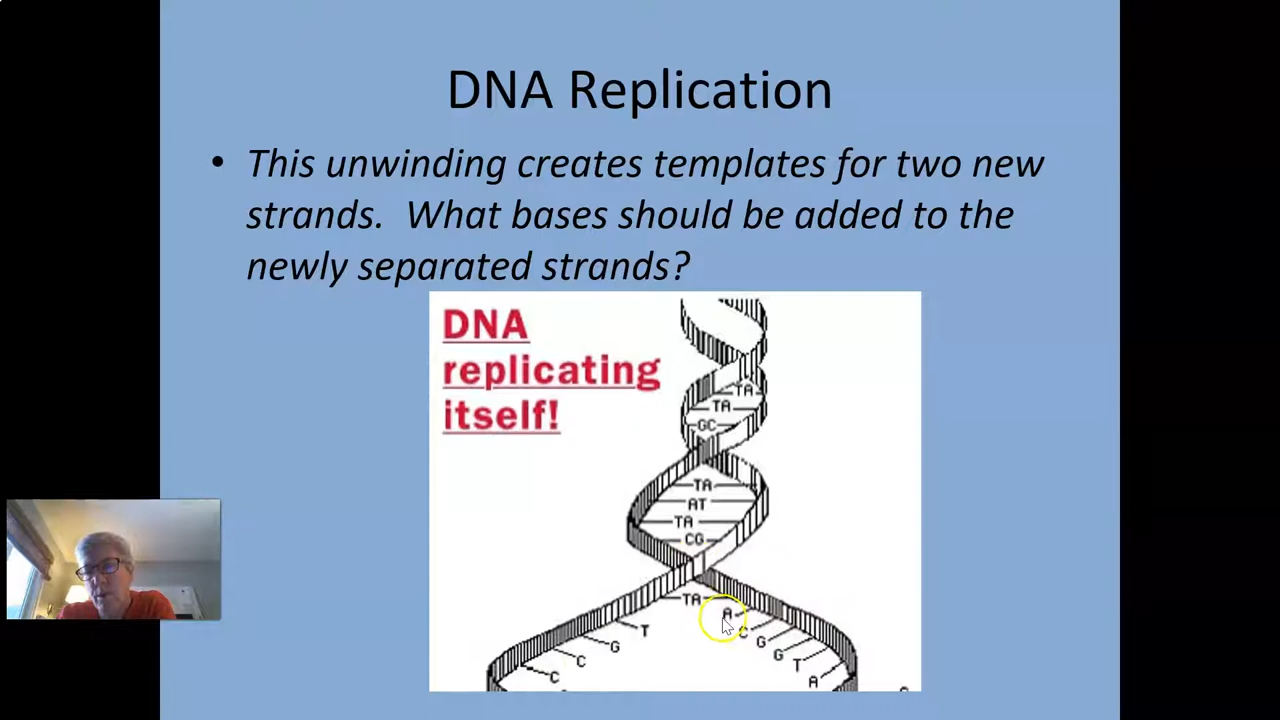 DNA Replication
• This unwinding creates templates for two new
strands. What bases should be added to the
newly separated strands?
DNA
replicating
itself!
TA
TA
GC
TA
AT
TA
CG
TA
A
T C
G G
C G
C T
A